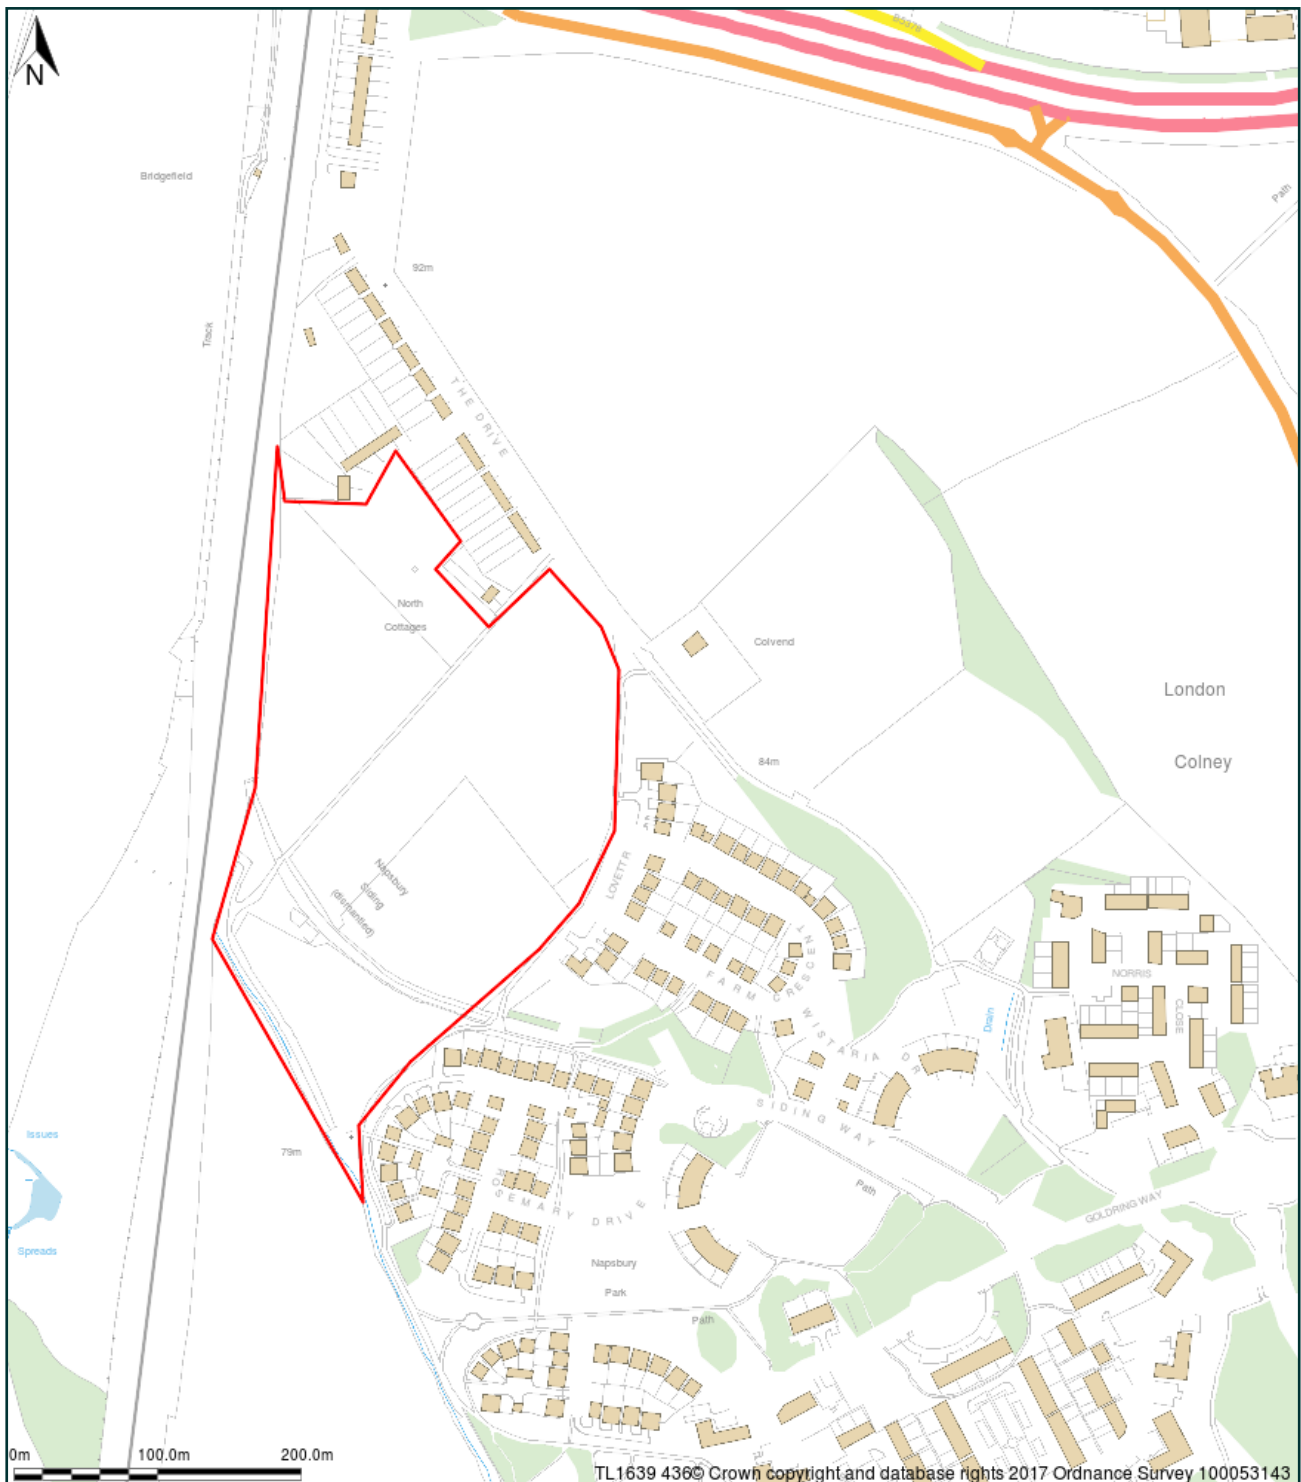 B5378
N
Bridgefield
Path
92m
Track
THE DRIVE
North
Cottages
Colvend
London
Colney
84m
Napsbury
Siding
(dismantled)
FARM CRESCENT
WISTARIA DR
NORRIS
CLOSE
Drain
SIDING WAY
Issues
79m
ROSEMARY DRIVE
Path
GOLDRING WAY
Spreads
Napsbury
Park
Path
0m 100.0m 200.0m
TL1639 436© Crown copyright and database rights 2017 Ordnance Survey 100053143